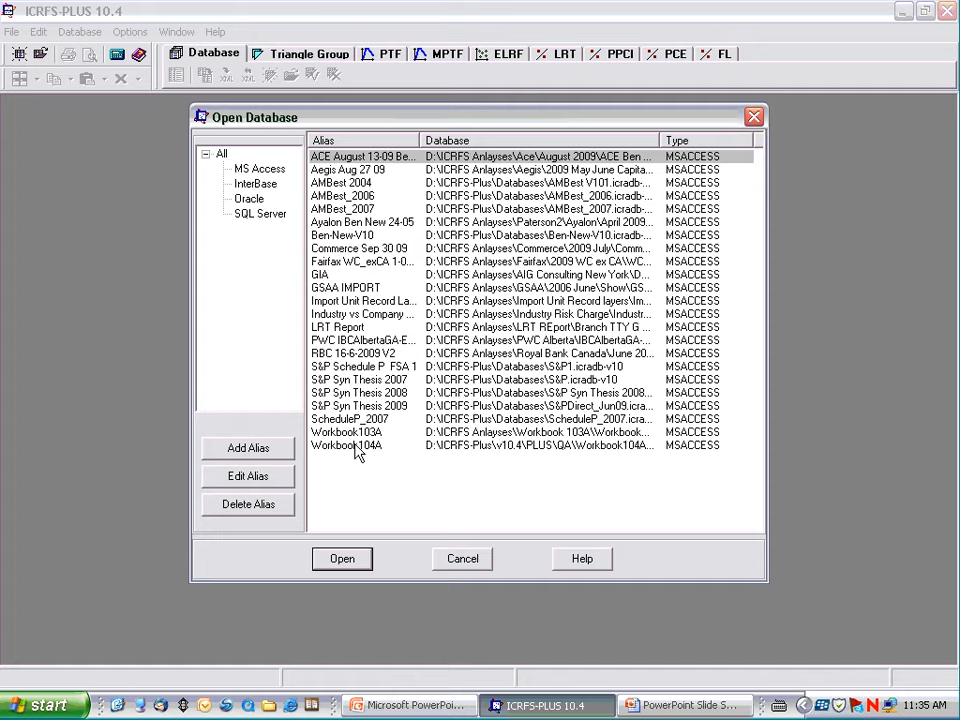 ICRFS-PLUS 10.4
File Edit Database Options Window Help
Database Triangle Group PTF MPTF ELRF LRT PPCI PCE FL
Open Database
Alias Database Type
All
MS Access
InterBase
Oracle
SQL Server
ACE August 13-09 Be... D:\ICRFS Anlayses\Ace\August 2009\ACE Ben ... MSACCESS
Aegis Aug 27 09 D:\ICRFS Anlayses\Aegis\2009 May June Capita... MSACCESS
AMBest 2004 D:\ICRFS-Plus\Databases\AMBest V101.icradb-... MSACCESS
AMBest_2006 D:\ICRFS-Plus\Databases\AMBest_2006.icradb-... MSACCESS
AMBest_2007 D:\ICRFS-Plus\Databases\AMBest_2007.icradb-... MSACCESS
Ayalon Ben New 24-05 D:\ICRFS Anlayses\Paterson2\Ayalon\April 2009... MSACCESS
Ben-New-V10 D:\ICRFS-Plus\Databases\Ben-New-V10.icradb-... MSACCESS
Commerce Sep 30 09 D:\ICRFS Anlayses\Commerce\2009 July\Comm... MSACCESS
Fairfax WC_exCA 1-0... D:\ICRFS Anlayses\Fairfax\2009 WC ex CA\WC... MSACCESS
GIA D:\ICRFS Anlayses\AIG Consulting New York\D... MSACCESS
GSAA IMPORT D:\ICRFS Anlayses\GSAA\2006 June\Show\GS... MSACCESS
Import Unit Record La... D:\ICRFS Anlayses\Import Unit Record layers\Im... MSACCESS
Industry vs Company ... D:\ICRFS Anlayses\Industry Risk Charge\Industr... MSACCESS
LRT Report D:\ICRFS Anlayses\LRT REport\Branch TTY G ... MSACCESS
PWC IBCAlbertaGA-E... D:\ICRFS Anlayses\PWC Alberta\IBCAlbertaGA-... MSACCESS
RBC 16-6-2009 V2 D:\ICRFS Anlayses\Royal Bank Canada\June 20... MSACCESS
S&P Schedule P FSA 1 D:\ICRFS-Plus\Databases\S&P1.icradb-v10 MSACCESS
S&P Syn Thesis 2007 D:\ICRFS-Plus\Databases\S&P.icradb-v10 MSACCESS
S&P Syn Thesis 2008 D:\ICRFS-Plus\Databases\S&P Syn Thesis 2008... MSACCESS
S&P Syn Thesis 2009 D:\ICRFS-Plus\Databases\S&PDirect_Jun09.icra... MSACCESS
ScheduleP_2007 D:\ICRFS-Plus\Databases\ScheduleP_2007.icra... MSACCESS
Workbook103A D:\ICRFS Anlayses\Workbook 103A\Workbook... MSACCESS
Workbook104A D:\ICRFS-Plus\v10.4\PLUS\QA\Workbook104A... MSACCESS
Add Alias
Edit Alias
Delete Alias
Open Cancel Help
start Microsoft PowerPoi... ICRFS-PLUS 10.4 PowerPoint Slide S... 11:35 AM